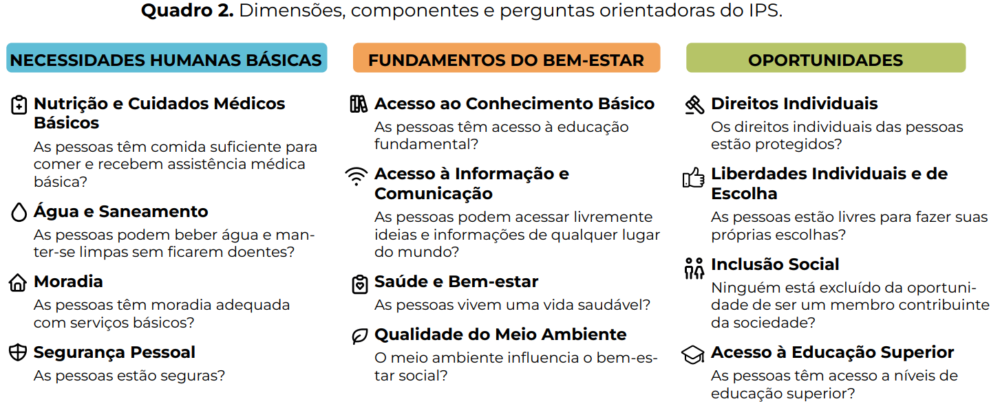 Quadro 2. Dimensões, componentes e perguntas orientadoras do IPS.
NECESSIDADES HUMANAS BÁSICAS
Nutrição e Cuidados Médicos
Básicos
As pessoas têm comida suficiente para
comer e recebem assistência médica
básica?
Água e Saneamento
As pessoas podem beber água e man-
ter-se limpas sem ficarem doentes?
Moradia
As pessoas têm moradia adequada
com serviços básicos?
Segurança Pessoal
As pessoas estão seguras?
FUNDAMENTOS DO BEM-ESTAR
Acesso ao Conhecimento Básico
As pessoas têm acesso à educação
fundamental?
Acesso à Informação e
Comunicação
As pessoas podem acessar livremente
ideias e informações de qualquer lugar
do mundo?
Saúde e Bem-estar
As pessoas vivem uma vida saudável?
Qualidade do Meio Ambiente
O meio ambiente influencia o bem-es-
tar social?
OPORTUNIDADES
Direitos Individuais
Os direitos individuais das pessoas
estão protegidos?
Liberdades Individuais e de
Escolha
As pessoas estão livres para fazer suas
próprias escolhas?
Inclusão Social
Ninguém está excluído da oportuni-
dade de ser um membro contribuinte
da sociedade?
Acesso à Educação Superior
As pessoas têm acesso a níveis de
educação superior?